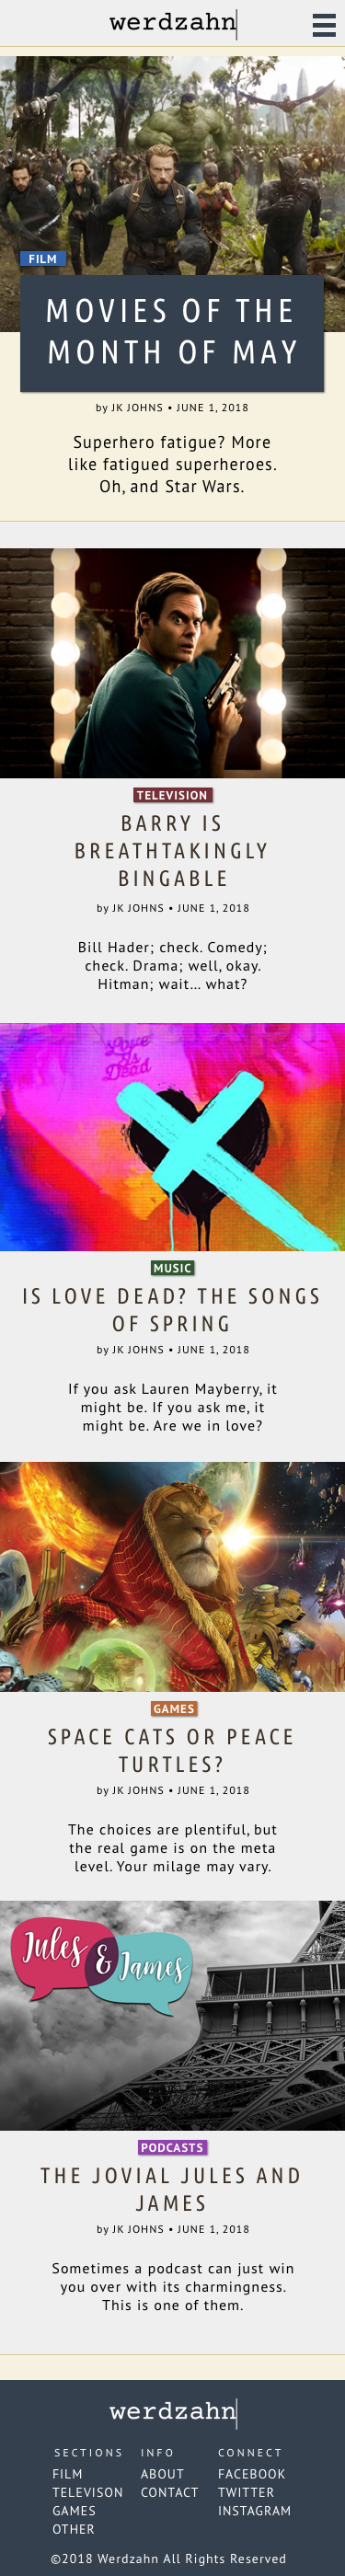 werdzahn
FILM
MOVIES OF THE
MONTH OF MAY
by JK JOHNS • JUNE 1, 2018
Superhero fatigue? More
like fatigued superheroes.
Oh, and Star Wars.
TELEVISION
BARRY IS
BREATHTAKINGLY
BINGABLE
by JK JOHNS • JUNE 1, 2018
Bill Hader; check. Comedy;
check. Drama; well, okay.
Hitman; wait... what?
Love
is
Dead
MUSIC
IS LOVE DEAD? THE SONGS
OF SPRING
by JK JOHNS • JUNE 1, 2018
If you ask Lauren Mayberry, it
might be. If you ask me, it
might be. Are we in love?
GAMES
SPACE CATS OR PEACE
TURTLES?
by JK JOHNS • JUNE 1, 2018
The choices are plentiful, but
the real game is on the meta
level. Your milage may vary.
Jules & James
PODCASTS
THE JOVIAL JULES AND
JAMES
by JK JOHNS • JUNE 1, 2018
Sometimes a podcast can just win
you over with its charmingness.
This is one of them.
werdzahn
SECTIONS INFO CONNECT
FILM ABOUT FACEBOOK
TELEVISON CONTACT TWITTER
GAMES INSTAGRAM
OTHER
©2018 Werdzahn All Rights Reserved